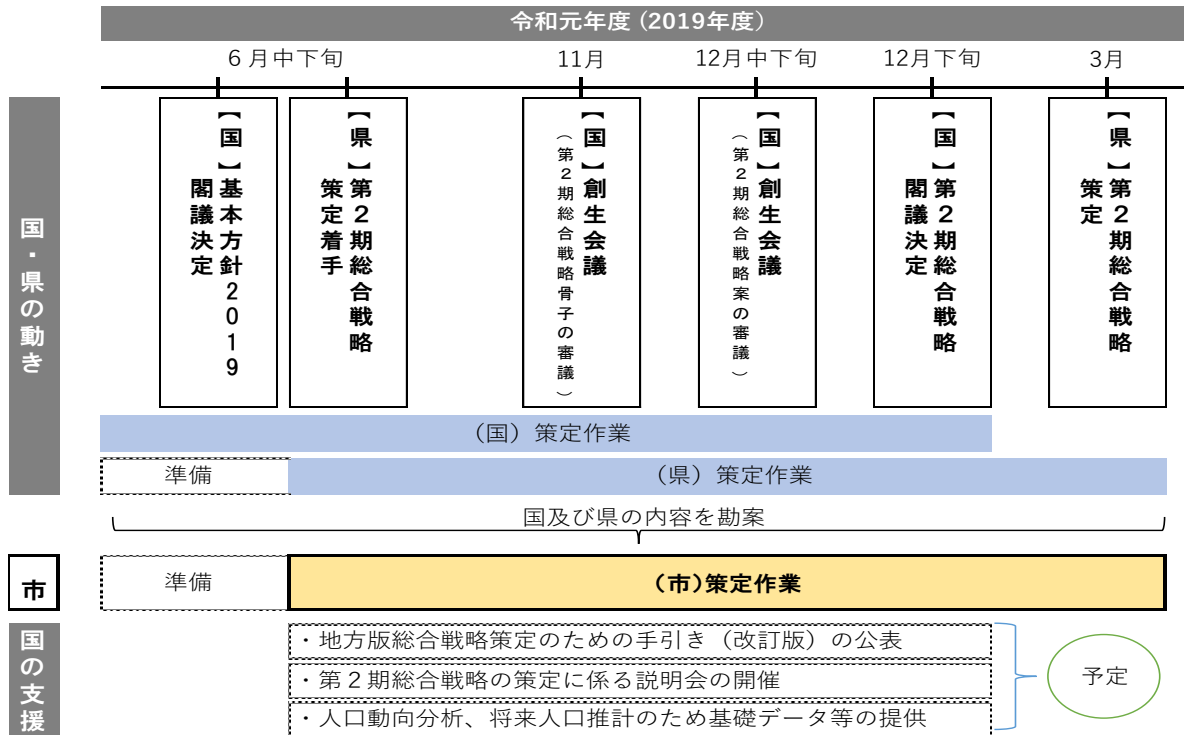 令和元年度（2019年度）
６月中下旬
11月
12月中下旬
12月下旬
3月
国・県の動き
【国】基本方針２０１９
閣議決定
【県】第２期総合戦略
策定着手
【国】創生会議
（第２期総合戦略骨子の審議）
【国】創生会議
（第２期総合戦略案の審議）
【国】第２期総合戦略
閣議決定
【県】第２期総合戦略
策定
（国）策定作業
準備
（県）策定作業
国及び県の内容を勘案
市
準備
（市）策定作業
国の支援
・地方版総合戦略策定のための手引き（改訂版）の公表
・第２期総合戦略の策定に係る説明会の開催
・人口動向分析、将来人口推計のため基礎データ等の提供
予定